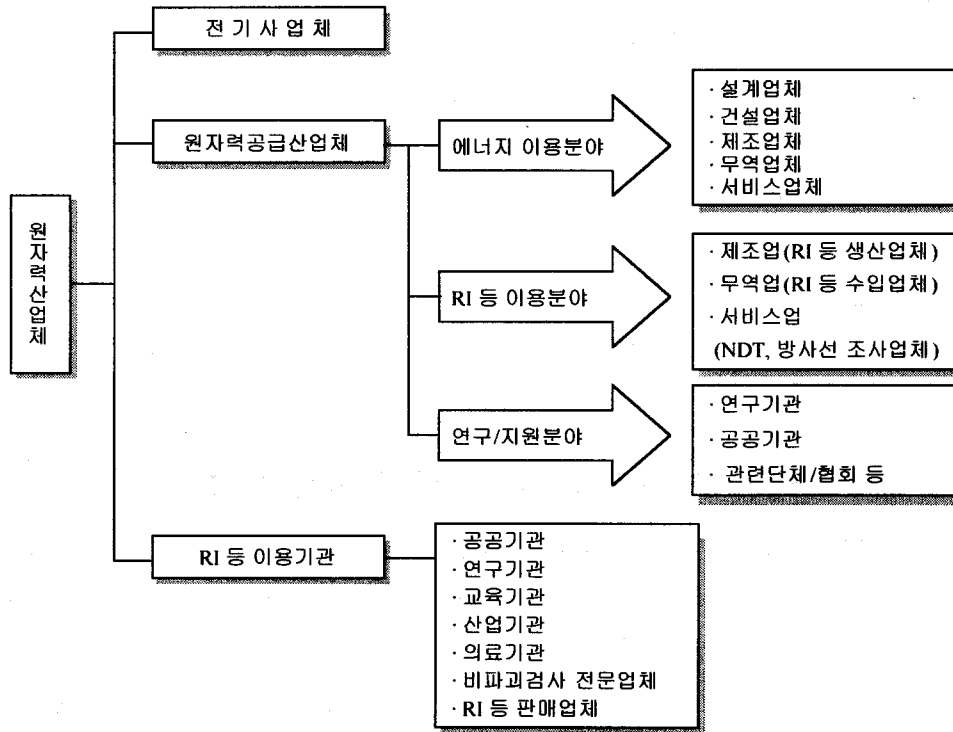 원자력산업체
전 기 사 업 체
원자력공급산업체
에너지 이용분야
· 설계업체
· 건설업체
· 제조업체
· 무역업체
· 서비스업체
RI 등 이용분야
· 제조업(RI 등 생산업체)
· 무역업(RI 등 수입업체)
· 서비스업
(NDT, 방사선 조사업체)
연구/지원분야
· 연구기관
· 공공기관
· 관련단체/협회 등
RI 등 이용기관
· 공공기관
· 연구기관
· 교육기관
· 산업기관
· 의료기관
· 비파괴검사 전문업체
· RI 등 판매업체